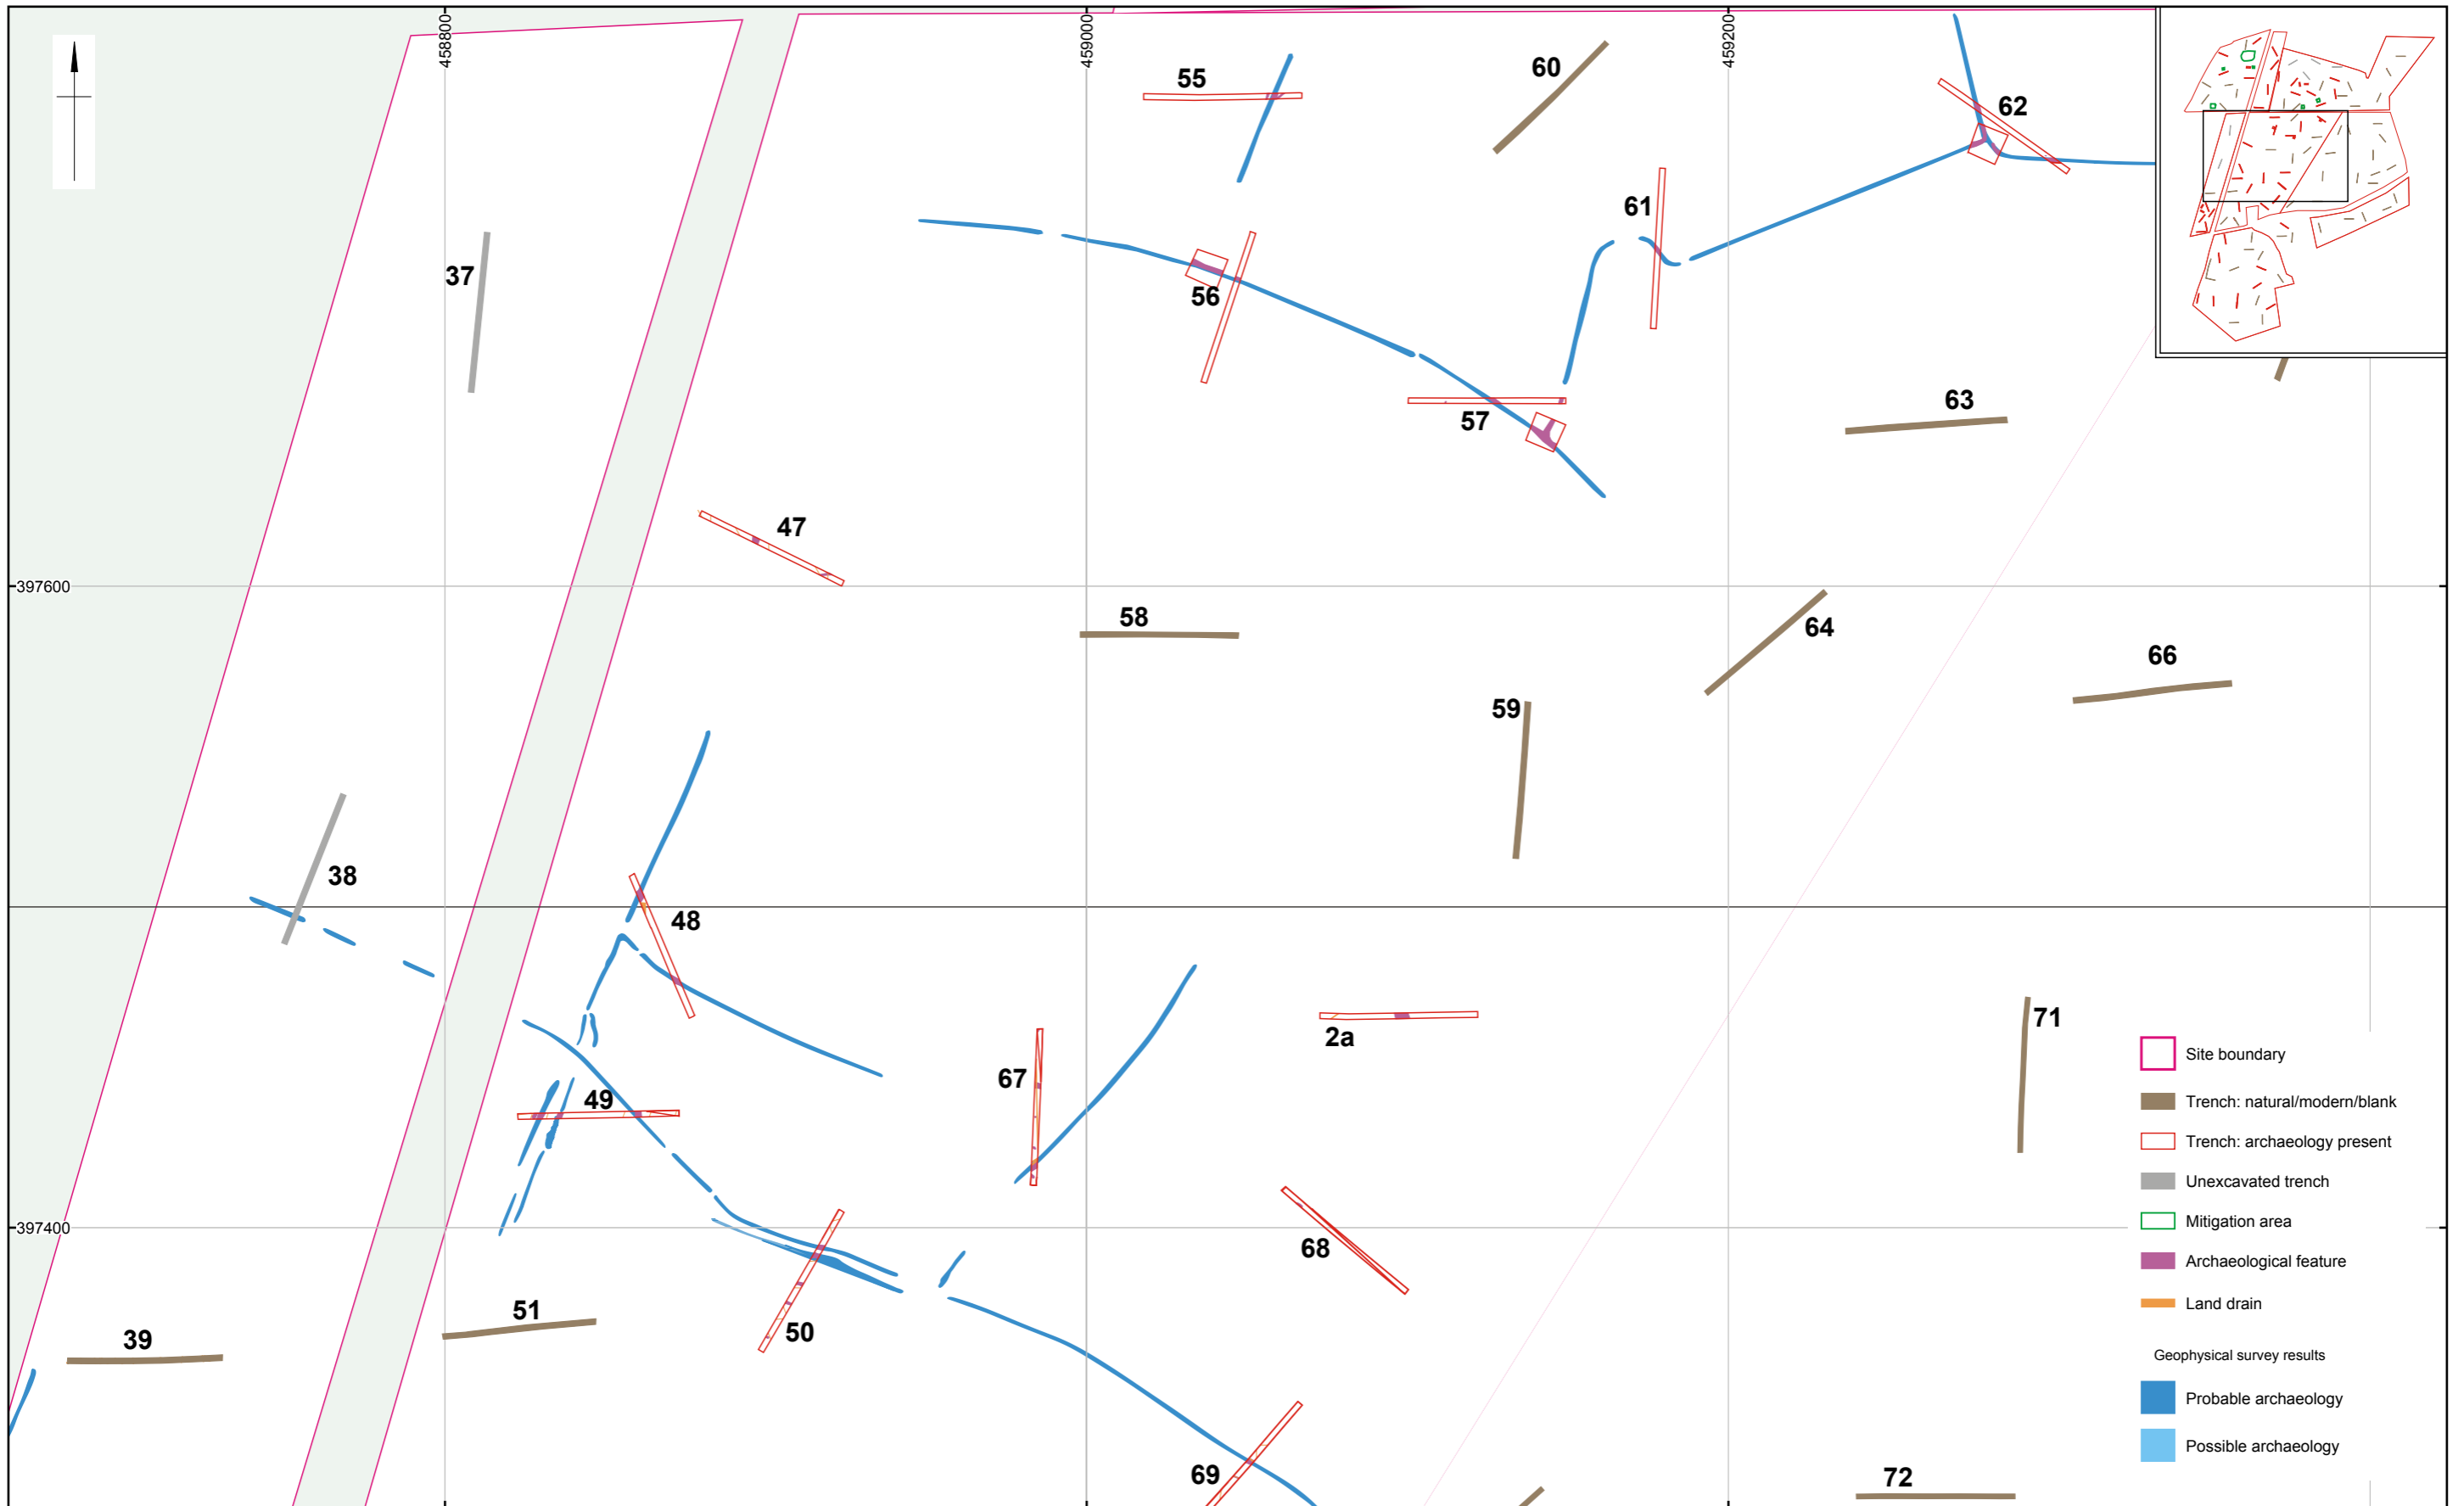 458800
459000
459200
55
60
62
61
37
56
57
63
47
397600
58
64
66
59
38
48
2a
71
67
49
68
397400
50
51
39
69
72
Site boundary
Trench: natural/modern/blank
Trench: archaeology present
Unexcavated trench
Mitigation area
Archaeological feature
Land drain
Geophysical survey results
Probable archaeology
Possible archaeology